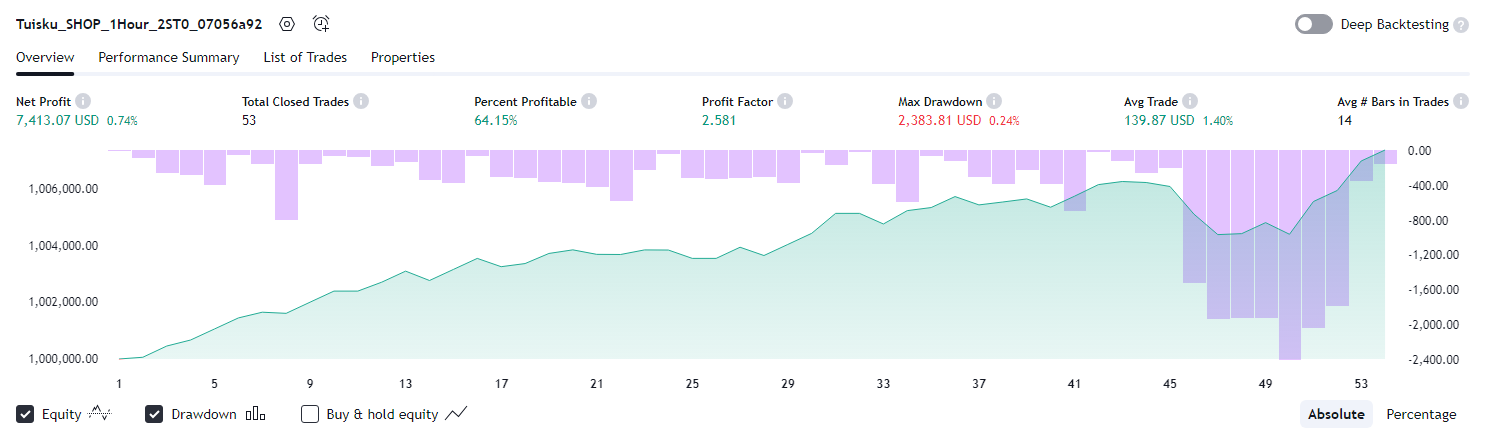 Tuisku_SHOP_1Hour_2ST0_07056a92 Deep Backtesting ?
Overview Performance Summary List of Trades Properties
Net Profit i Total Closed Trades i Percent Profitable i Profit Factor i Max Drawdown i Avg Trade i Avg # Bars in Trades i
7,413.07 USD 0.74% 53 64.15% 2.581 2,383.81 USD 0.24% 139.87 USD 1.40% 14
0.00
1,006,000.00 -400.00
-800.00
1,004,000.00 -1,200.00
-1,600.00
1,002,000.00
-2,000.00
1,000,000.00 -2,400.00
1 5 9 13 17 21 25 29 33 37 41 45 49 53
Equity Drawdown Buy & hold equity Absolute Percentage